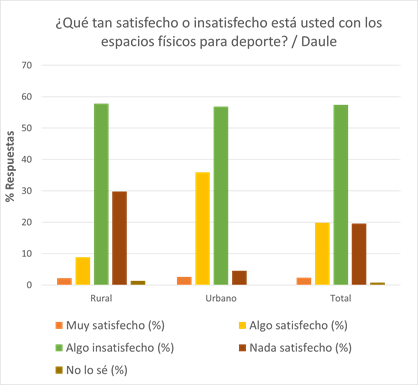 ¿Qué tan satisfecho o insatisfecho está usted con los
espacios físicos para deporte? / Daule
70
60
50
40
30
20
10
0
% Respuestas
Rural
Urbano
Total
Muy satisfecho (%)
Algo satisfecho (%)
Algo insatisfecho (%)
Nada satisfecho (%)
No lo sé (%)